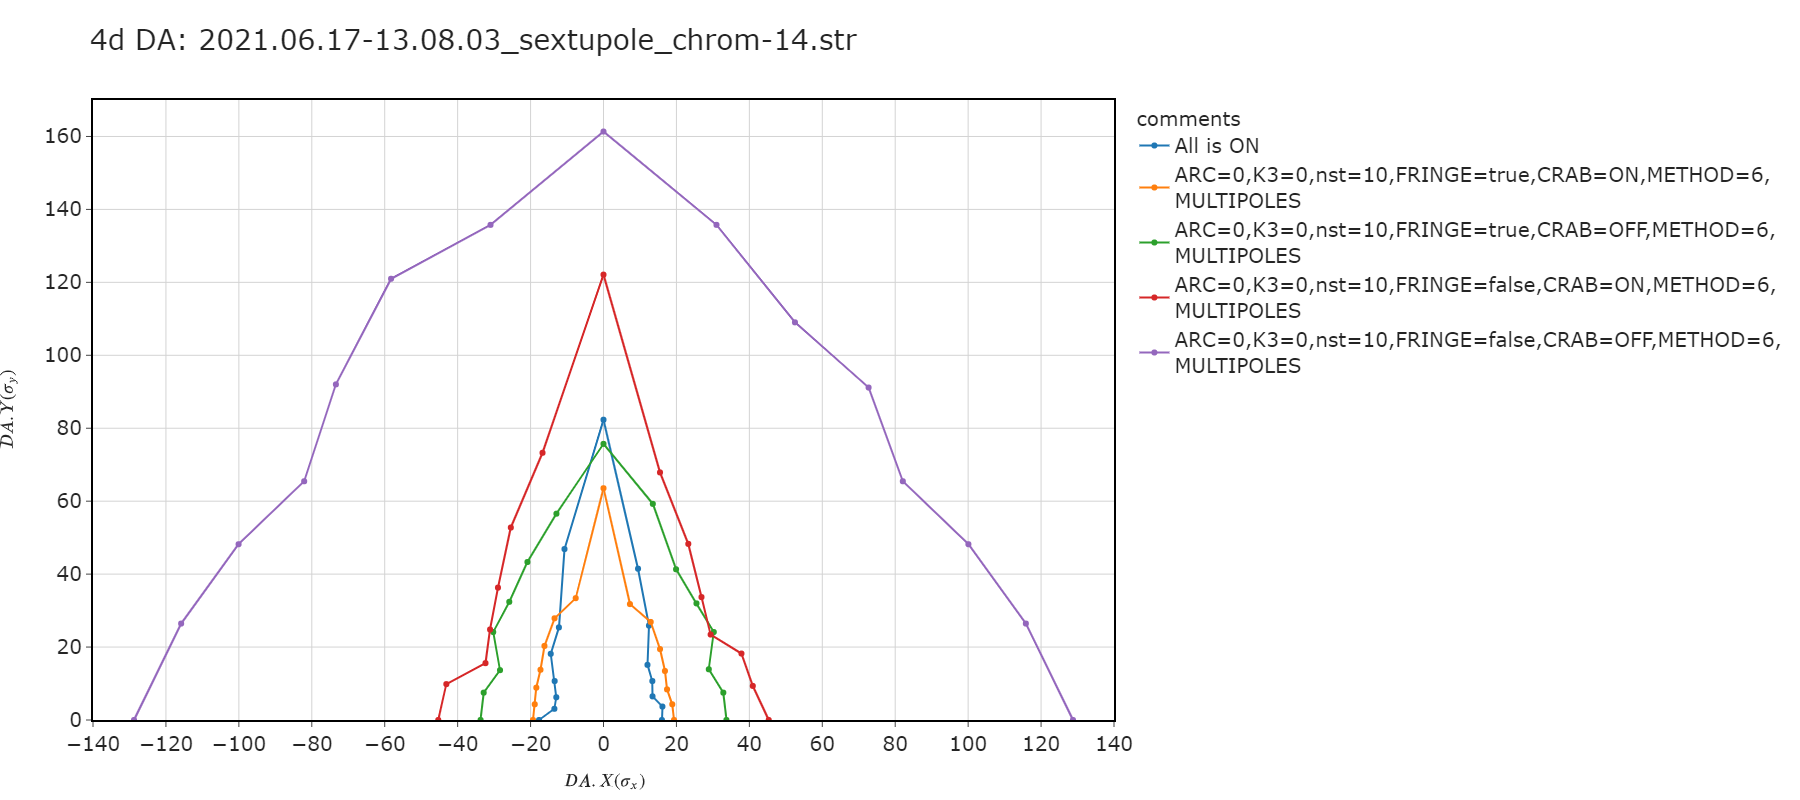 4d DA: 2021.06.17-13.08.03_sextupole_chrom-14.str
comments
All is ON
ARC=0,K3=0,nst=10,FRINGE=true,CRAB=ON,METHOD=6,
MULTIPOLES
ARC=0,K3=0,nst=10,FRINGE=true,CRAB=OFF,METHOD=6,
MULTIPOLES
ARC=0,K3=0,nst=10,FRINGE=false,CRAB=ON,METHOD=6,
MULTIPOLES
ARC=0,K3=0,nst=10,FRINGE=false,CRAB=OFF,METHOD=6,
MULTIPOLES
160
140
120
100
80
60
40
20
0
DA.Y(σy)
−140 −120 −100 −80 −60 −40 −20 0 20 40 60 80 100 120 140
DA.X(σx)